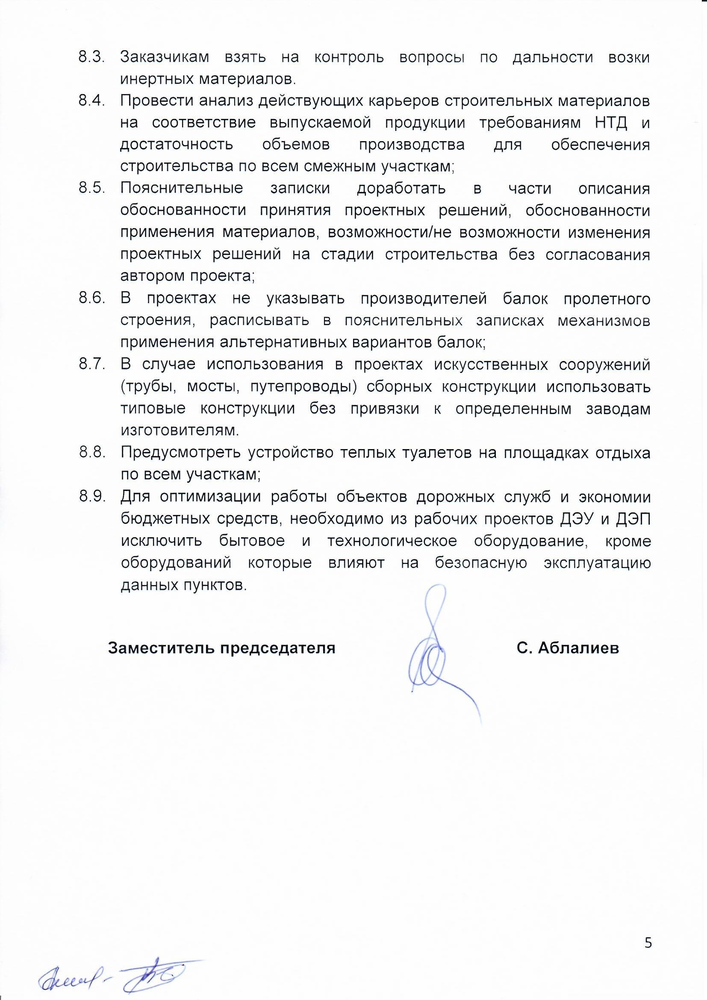 8.3. Заказчикам взять на контроль вопросы по дальности возки
инертных материалов.
8.4. Провести анализ действующих карьеров строительных материалов
на соответствие выпускаемой продукции требованиям НТД и
достаточность объемов производства для обеспечения
строительства по всем смежным участкам;
8.5. Пояснительные записки доработать в части описания
обоснованности принятия проектных решений, обоснованности
применения материалов, возможности/не возможности изменения
проектных решений на стадии строительства без согласования
автором проекта;
8.6. В проектах не указывать производителей балок пролетного
строения, расписывать в пояснительных записках механизмов
применения альтернативных вариантов балок;
8.7. В случае использования в проектах искусственных сооружений
(трубы, мосты, путепроводы) сборных конструкции использовать
типовые конструкции без привязки к определенным заводам
изготовителям.
8.8. Предусмотреть устройство теплых туалетов на площадках отдыха
по всем участкам;
8.9. Для оптимизации работы объектов дорожных служб и экономии
бюджетных средств, необходимо из рабочих проектов ДЭУ и ДЭП
исключить бытовое и технологическое оборудование, кроме
оборудований которые влияют на безопасную эксплуатацию
данных пунктов.
Заместитель председателя С. Аблалиев
5